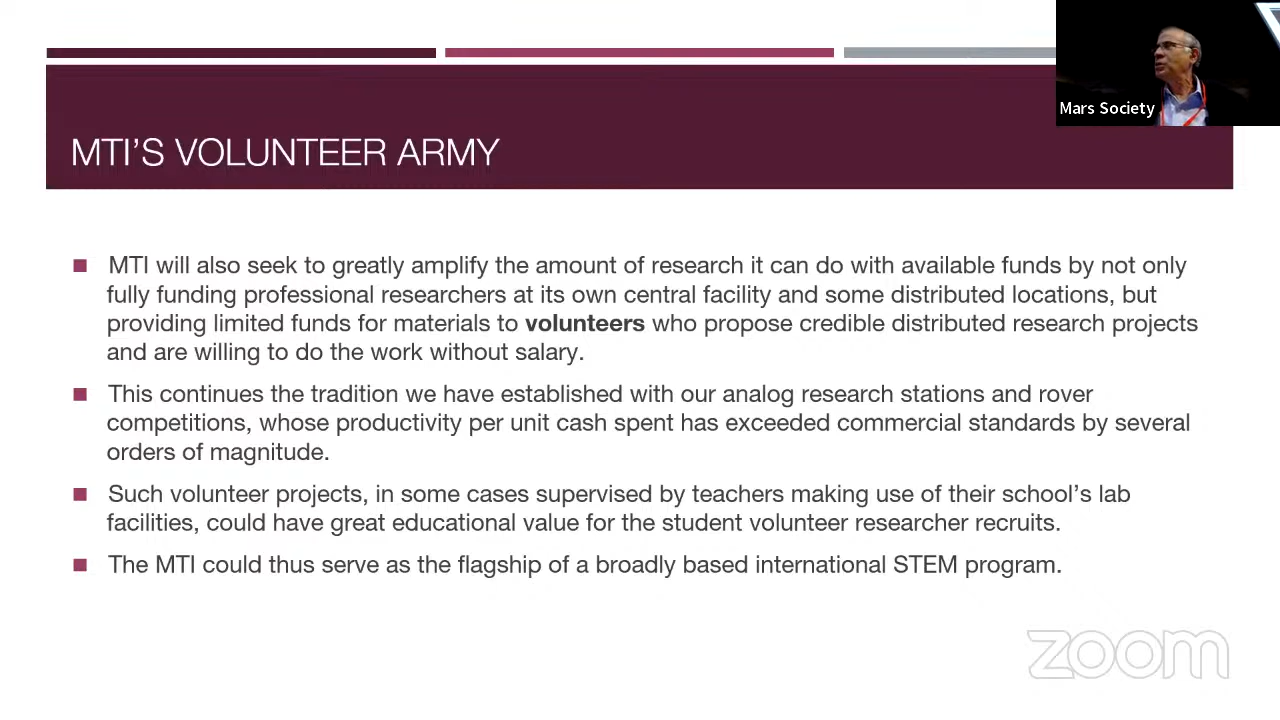 Mars Society
MTI'S VOLUNTEER ARMY
MTI will also seek to greatly amplify the amount of research it can do with available funds by not only
fully funding professional researchers at its own central facility and some distributed locations, but
providing limited funds for materials to volunteers who propose credible distributed research projects
and are willing to do the work without salary.
This continues the tradition we have established with our analog research stations and rover
competitions, whose productivity per unit cash spent has exceeded commercial standards by several
orders of magnitude.
Such volunteer projects, in some cases supervised by teachers making use of their school's lab
facilities, could have great educational value for the student volunteer researcher recruits.
The MTI could thus serve as the flagship of a broadly based international STEM program.
zoom